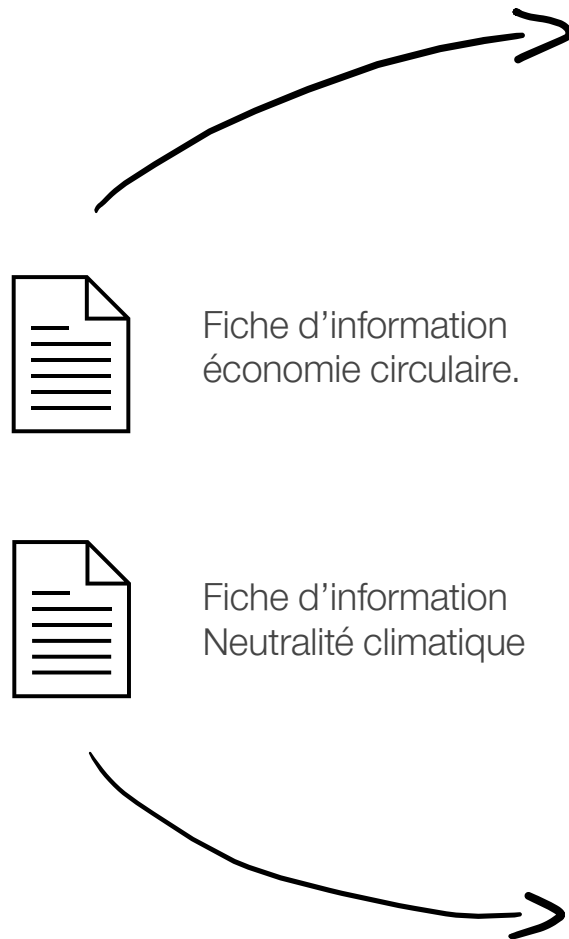 Fiche d’information
économie circulaire.
Fiche d’information
Neutralité climatique